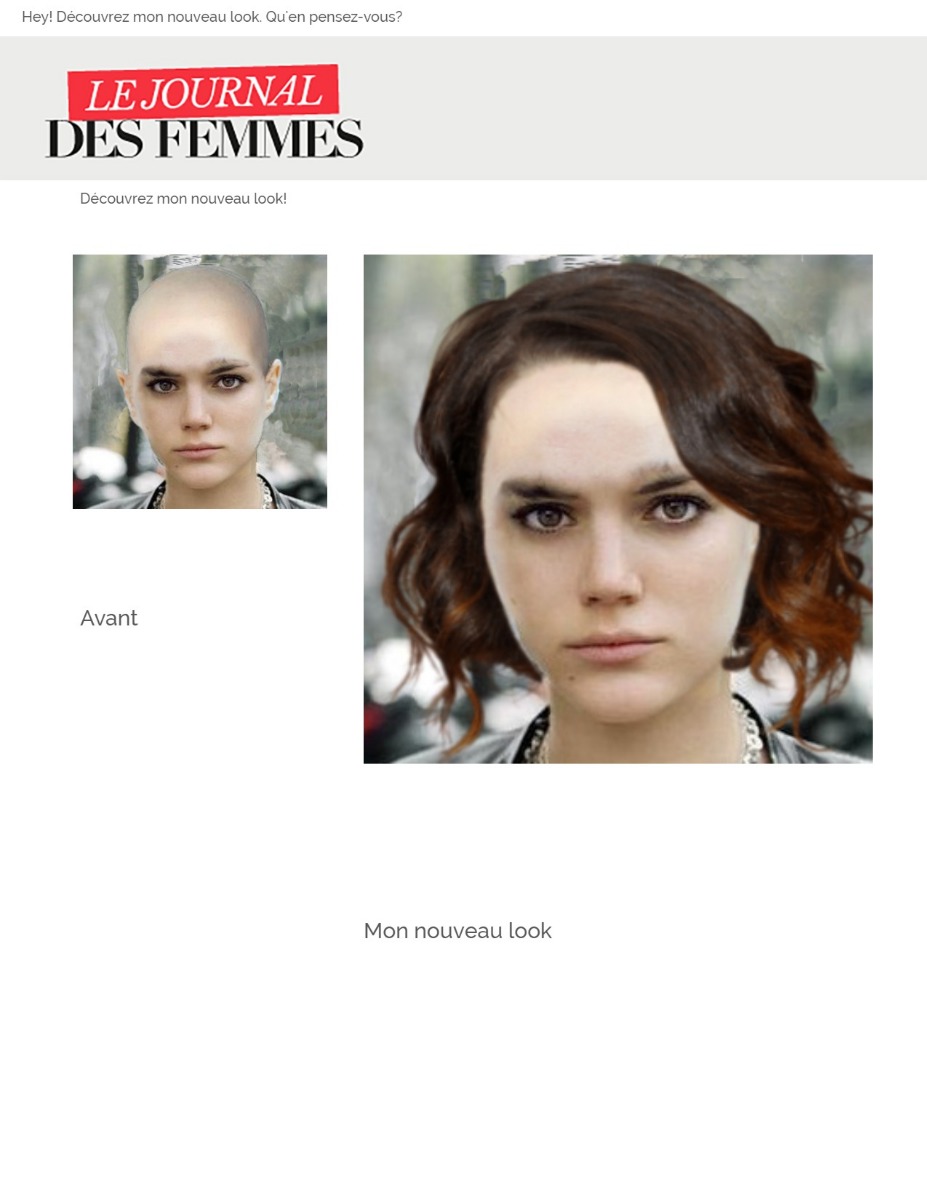 Hey! Découvrez mon nouveau look. Qu'en pensez-vous?
LE JOURNAL
DES FEMMES
Découvrez mon nouveau look!
Avant
Mon nouveau look